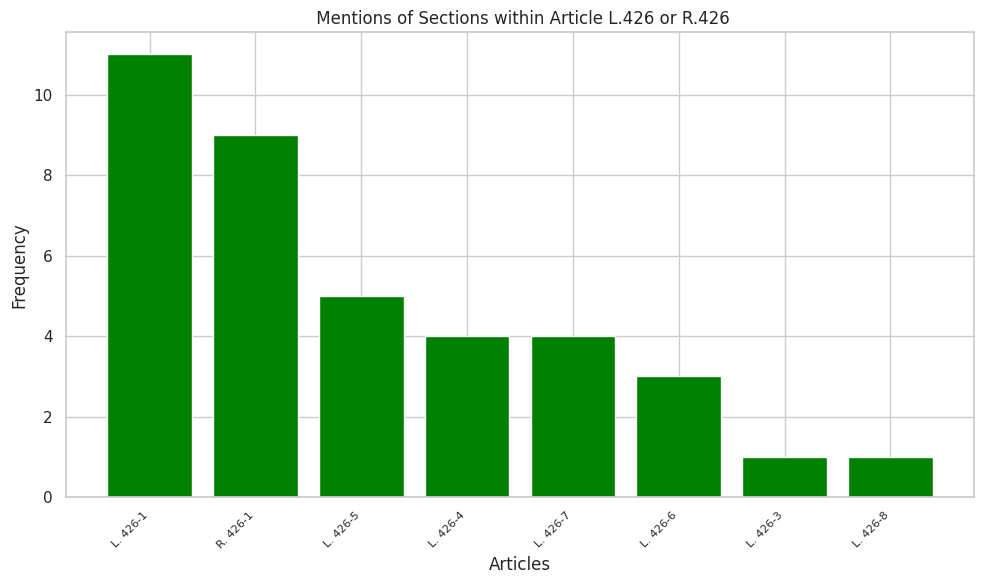 Mentions of Sections within Article L.426 or R.426
Frequency
10
8
6
4
2
0
L. 426-1
R. 426-1
L. 426-5
L. 426-4
L. 426-7
L. 426-6
L. 426-3
L. 426-8
Articles